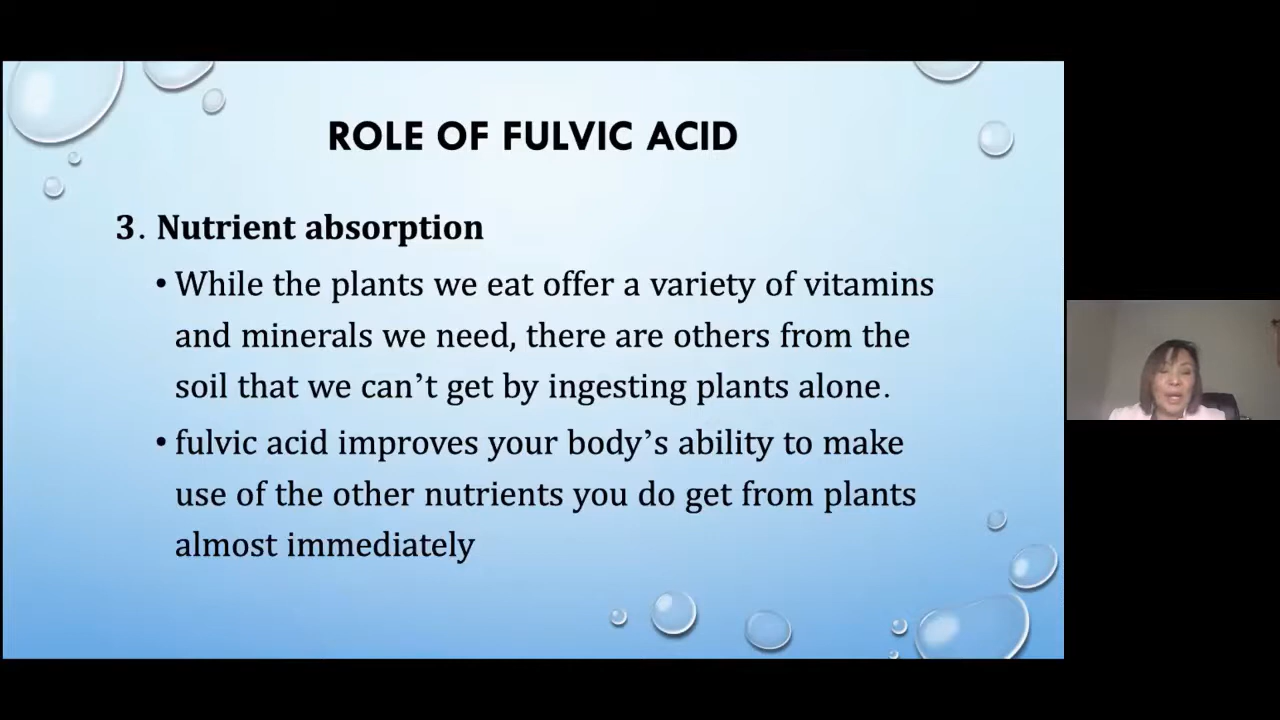 ROLE OF FULVIC ACID
3. Nutrient absorption
• While the plants we eat offer a variety of vitamins
and minerals we need, there are others from the
soil that we can’t get by ingesting plants alone.
• fulvic acid improves your body’s ability to make
use of the other nutrients you do get from plants
almost immediately